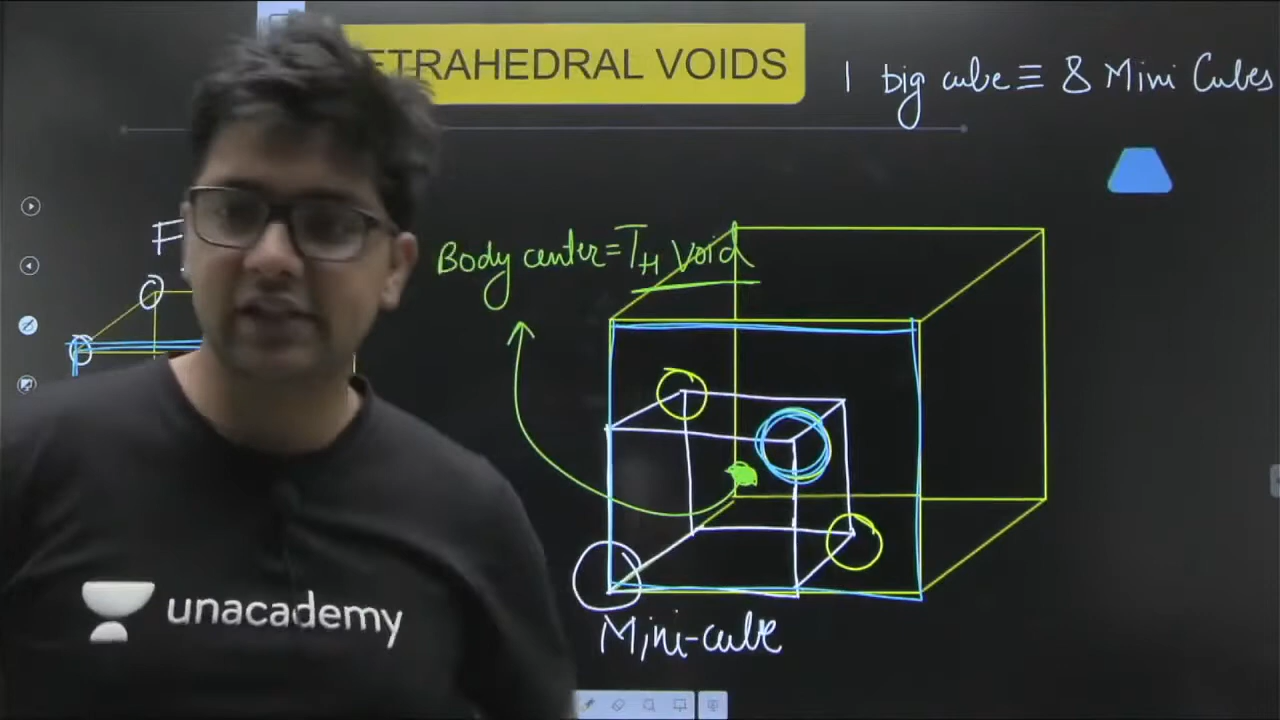 ETRAHEDRAL VOIDS
1 big cube ≡ 8 Mini Cubes
F
Body center = TH Void
unacademy
Mini-cube